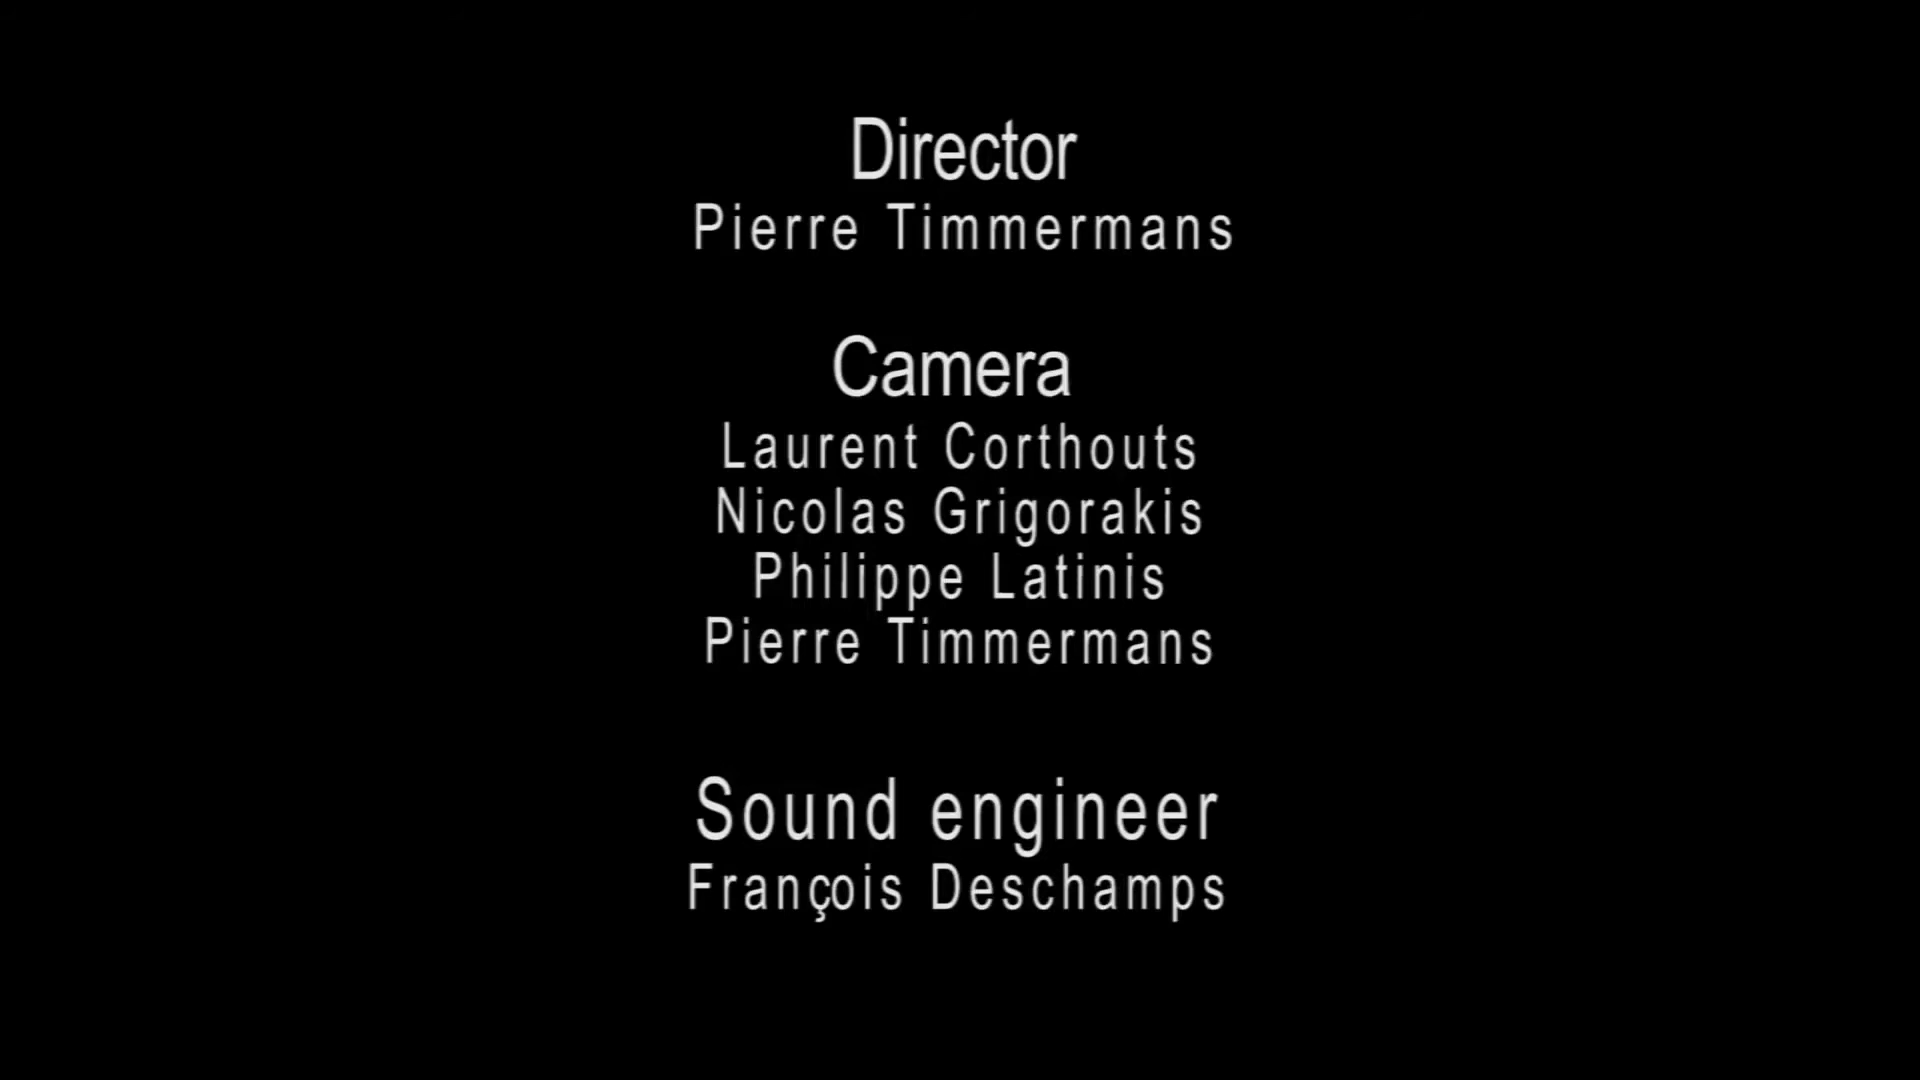 Director
Pierre Timmermans
Camera
Laurent Corthouts
Nicolas Grigorakis
Philippe Latinis
Pierre Timmermans
Sound engineer
François Deschamps